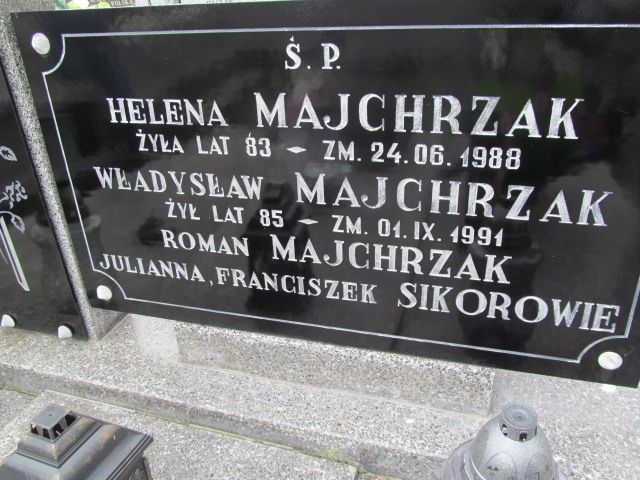 Ś.P.
HELENA MAJCHRZAK
ŻYŁA LAT 83 – ZM. 24.06.1988
WŁADYSŁAW MAJCHRZAK
ŻYŁ LAT 85 – ZM. 01.IX.1991
ROMAN MAJCHRZAK
JULIANNA, FRANCISZEK SIKOROWIE